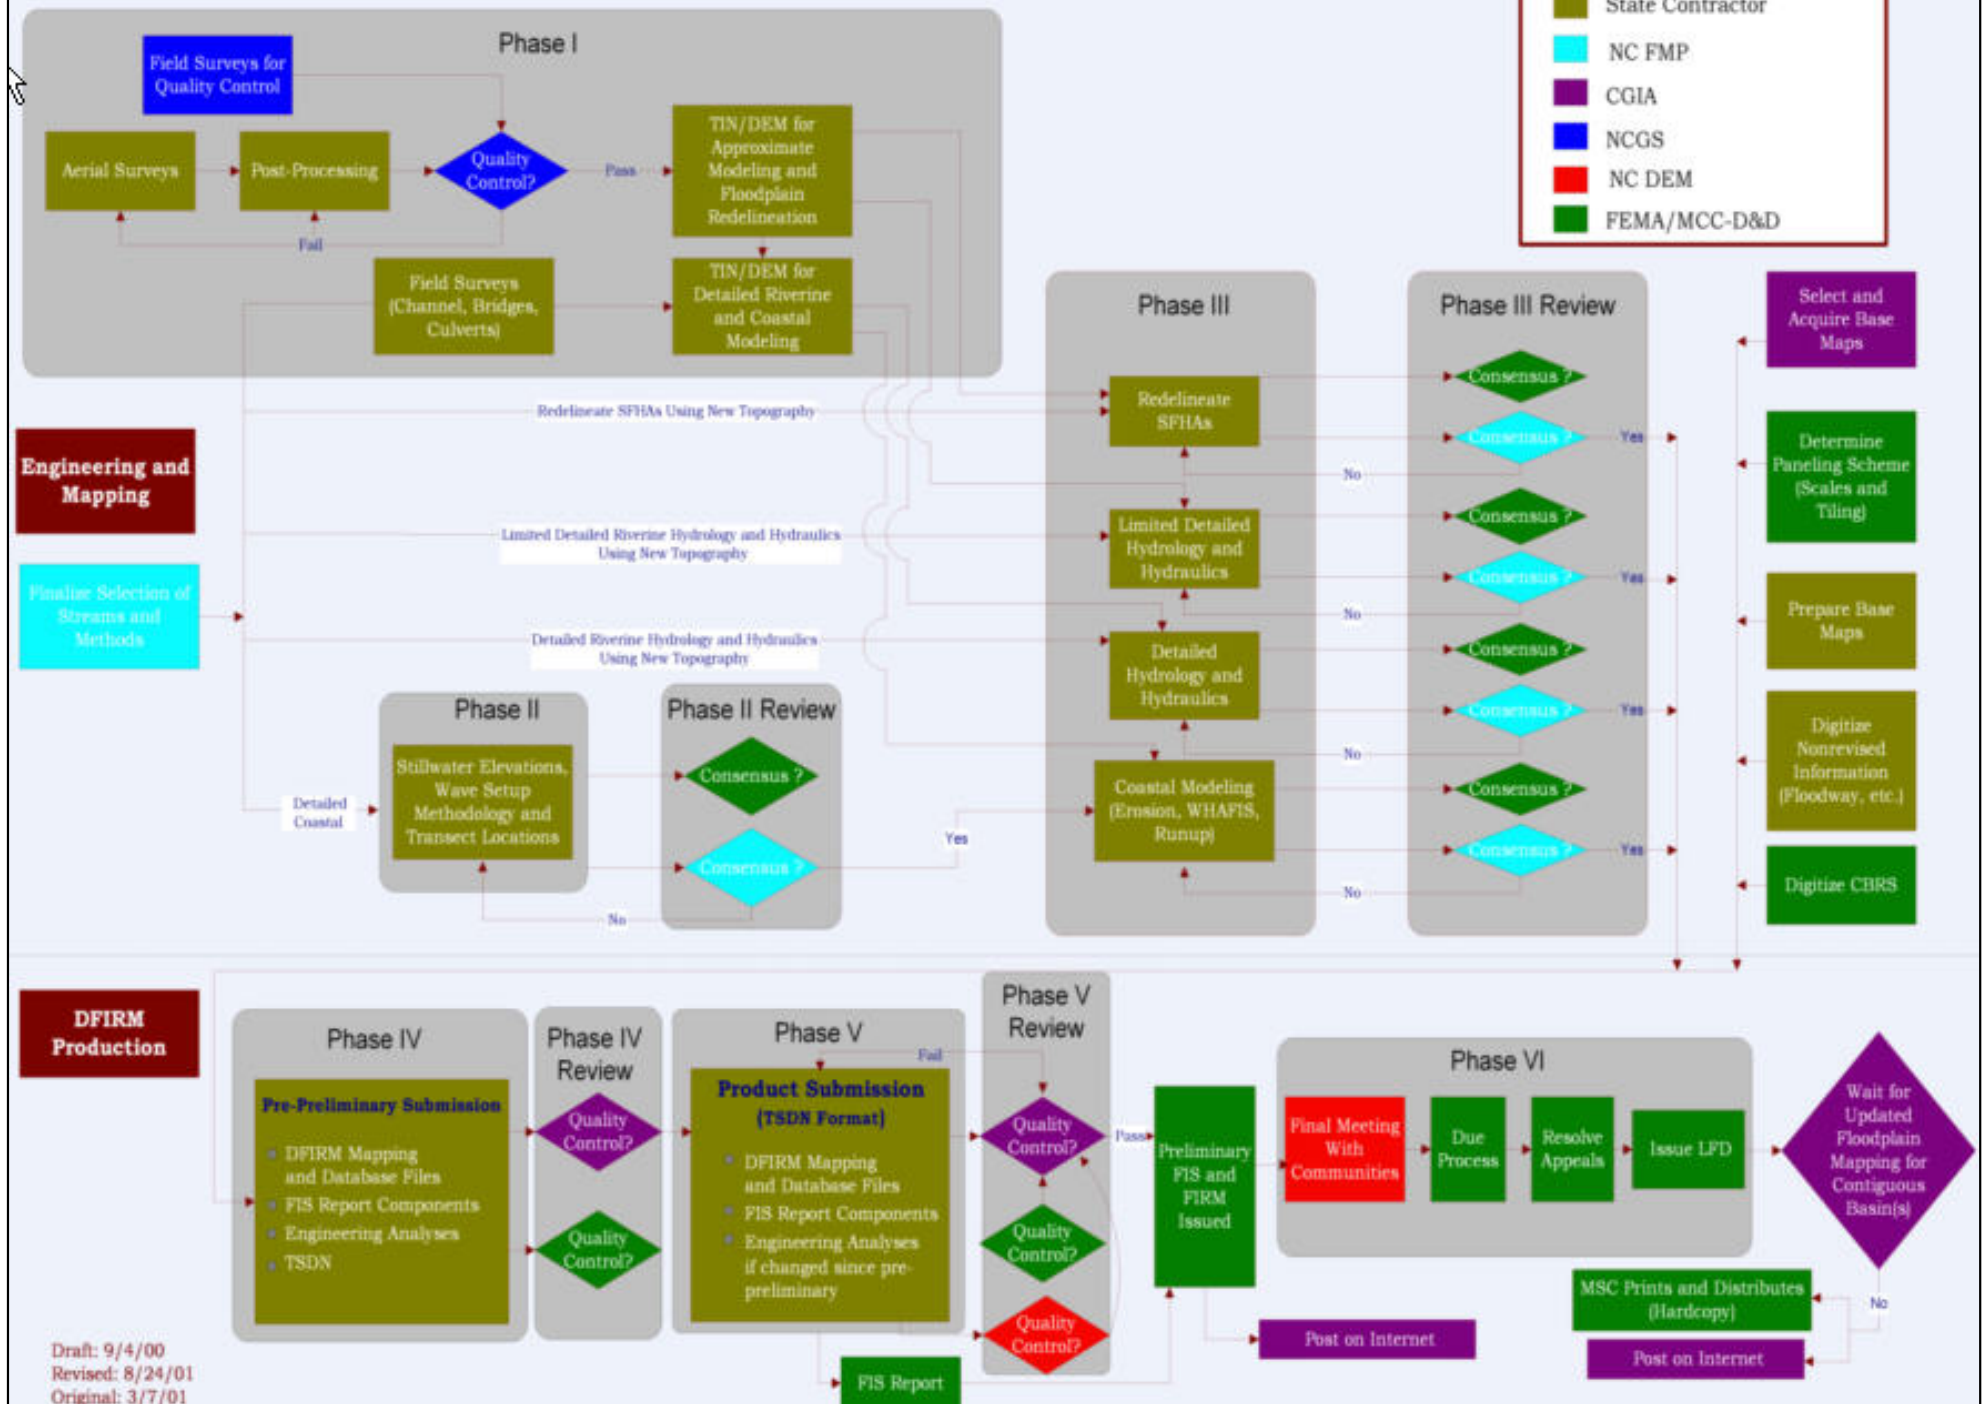 Phase I
Field Surveys for
Quality Control
Aerial Surveys
Post-Processing
Quality
Control?
Pass
Fail
TIN/DEM for
Approximate
Modeling and
Floodplain
Redelineation
Field Surveys
(Channel, Bridges,
Culverts)
TIN/DEM for
Detailed Riverine
and Coastal
Modeling
State Contractor
NC FMP
CGIA
NCGS
NC DEM
FEMA/MCC-D&D
Engineering and
Mapping
Finalize Selection of
Streams and
Methods
Redelineate SFHAs Using New Topography
Limited Detailed Riverine Hydrology and Hydraulics
Using New Topography
Detailed Riverine Hydrology and Hydraulics
Using New Topography
Detailed
Coastal
Phase II
Stillwater Elevations,
Wave Setup
Methodology and
Transect Locations
Phase II Review
Consensus ?
Consensus ?
No
Yes
Phase III
Redelineate
SFHAs
Limited Detailed
Hydrology and
Hydraulics
Detailed
Hydrology and
Hydraulics
Coastal Modeling
(Erosion, WHAFIS,
Runup)
Phase III Review
Consensus ?
Consensus ?
Yes
No
Consensus ?
Consensus ?
Yes
No
Consensus ?
Consensus ?
Yes
No
Consensus ?
Consensus ?
Yes
No
Select and
Acquire Base
Maps
Determine
Paneling Scheme
(Scales and
Tiling)
Prepare Base
Maps
Digitize
Nonrevised
Information
(Floodway, etc.)
Digitize CBRS
DFIRM
Production
Phase IV
Pre-Preliminary Submission
DFIRM Mapping
and Database Files
FIS Report Components
Engineering Analyses
TSDN
Phase IV
Review
Quality
Control?
Quality
Control?
Phase V
Fail
Product Submission
(TSDN Format)
DFIRM Mapping
and Database Files
FIS Report Components
Engineering Analyses
if changed since pre-
preliminary
Phase V
Review
Quality
Control?
Quality
Control?
Quality
Control?
Pass
FIS Report
Preliminary
FIS and
FIRM
Issued
Post on Internet
Phase VI
Final Meeting
With
Communities
Due
Process
Resolve
Appeals
Issue LFD
Wait for
Updated
Floodplain
Mapping for
Contiguous
Basin(s)
No
MSC Prints and Distributes
(Hardcopy)
Post on Internet
Draft: 9/4/00
Revised: 8/24/01
Original: 3/7/01